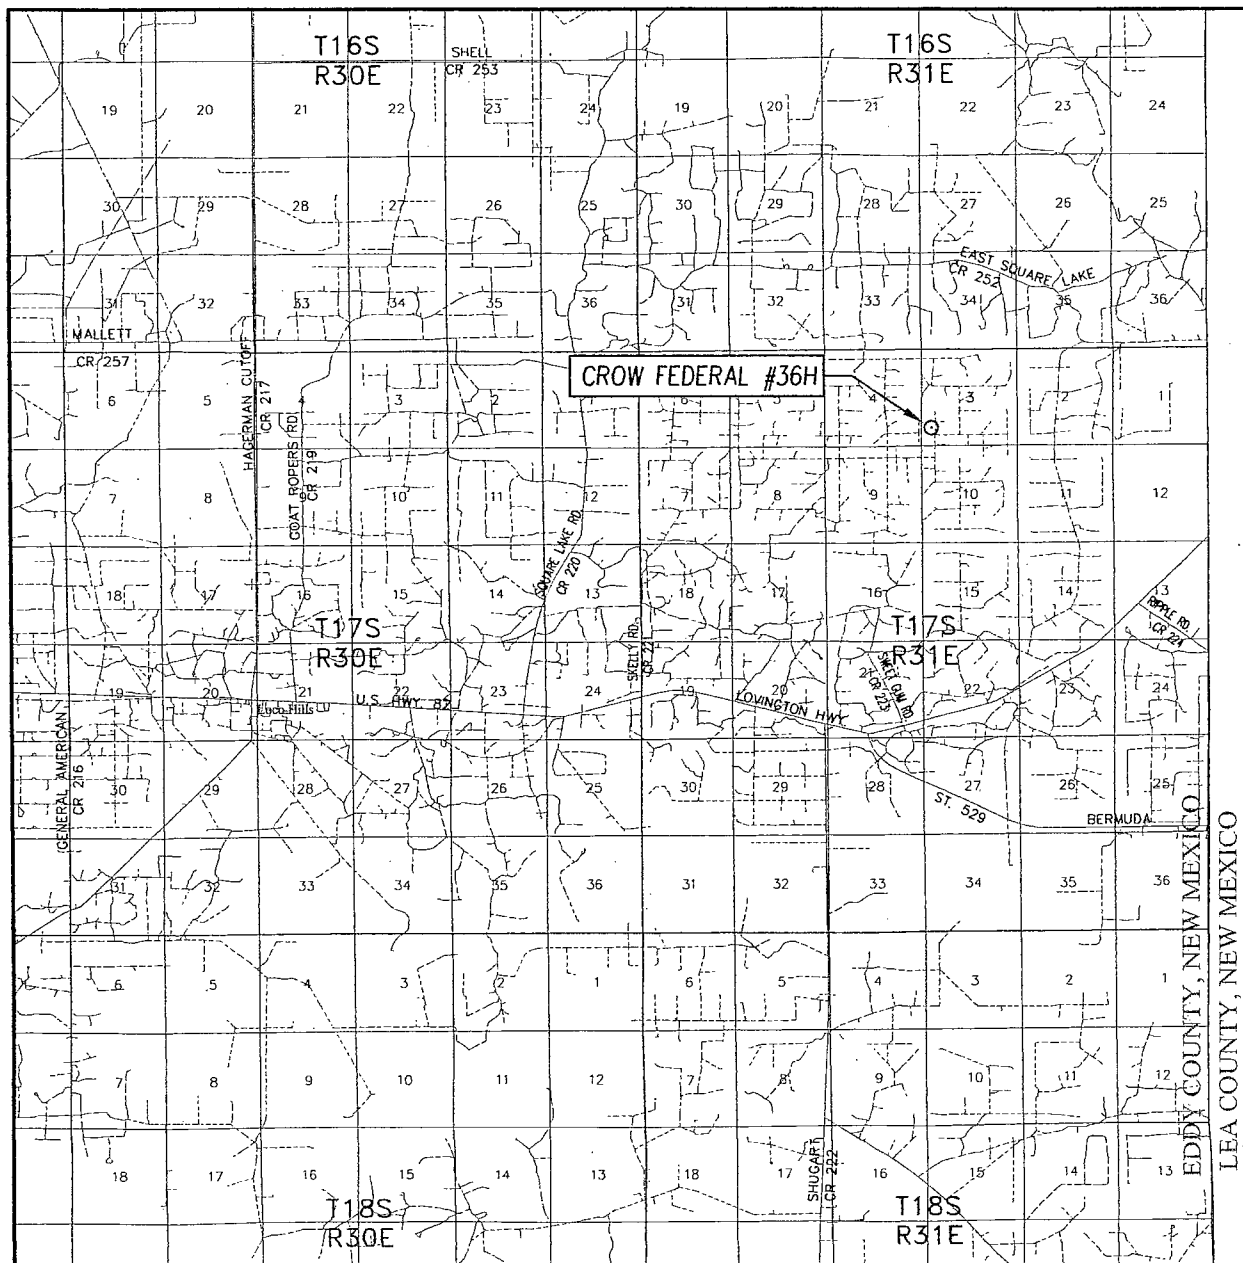 T16S
R30E
SHELL
CR 253
T16S
R31E
19 20 21 22 23 24 19 20 21 22 23 24
30 29 28 27 26 25 30 29 28 27 26 25
EAST SQUARE LAKE
CR 252
31 32 33 34 35 36 31 32 33 34 35 36
MALLETT
CR 257
HAGERMAN CUTOFF
CR 217
CROW FEDERAL #36H
6 5 4 3 2 1 6 5 4 3 2 1
GOAT ROPERS RD
CR 219
7 8 9 10 11 12 7 8 9 10 11 12
SQUARE LAKE RD
CR 220
18 17 16 15 14 13 18 17 16 15 14 13
RIPPLE RD
CR 224
T17S
R30E
SKELLY RD
CR 221
T17S
R31E
SWEET GUM RD
CR 223
19 20 21 22 23 24 19 20 21 22 23 24
U.S. HWY. 82
LOVINGTON HWY
Loco Hills
GENERAL AMERICAN
CR 216
30 29 28 27 26 25 30 29 28 27 26 25
ST. 529
BERMUDA
31 32 33 34 35 36 31 32 33 34 35 36
6 5 4 3 2 1 6 5 4 3 2 1
7 8 9 10 11 12 7 8 9 10 11 12
SHUGART
CR 222
18 17 16 15 14 13 18 17 16 15 14 13
T18S
R30E
T18S
R31E
EDDY COUNTY, NEW MEXICO
LEA COUNTY, NEW MEXICO